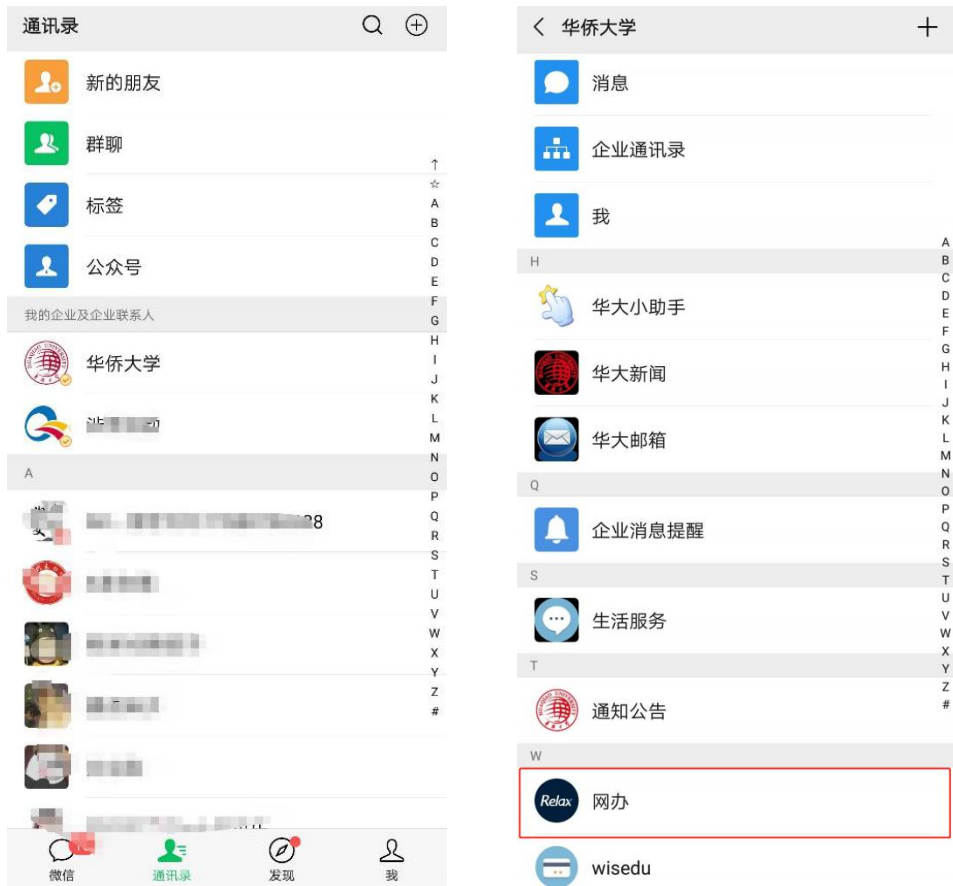 通讯录
新的朋友
群聊
标签
公众号
我的企业及企业联系人
华侨大学
A
8
微信
通讯录
发现
我
↑
☆
A
B
C
D
E
F
G
H
I
J
K
L
M
N
O
P
Q
R
S
T
U
V
W
X
Y
Z
#
华侨大学
消息
企业通讯录
我
H
华大小助手
华大新闻
华大邮箱
Q
企业消息提醒
S
生活服务
T
通知公告
W
Relax 网办
wisedu
A
B
C
D
E
F
G
H
I
J
K
L
M
N
O
P
Q
R
S
T
U
V
W
X
Y
Z
#